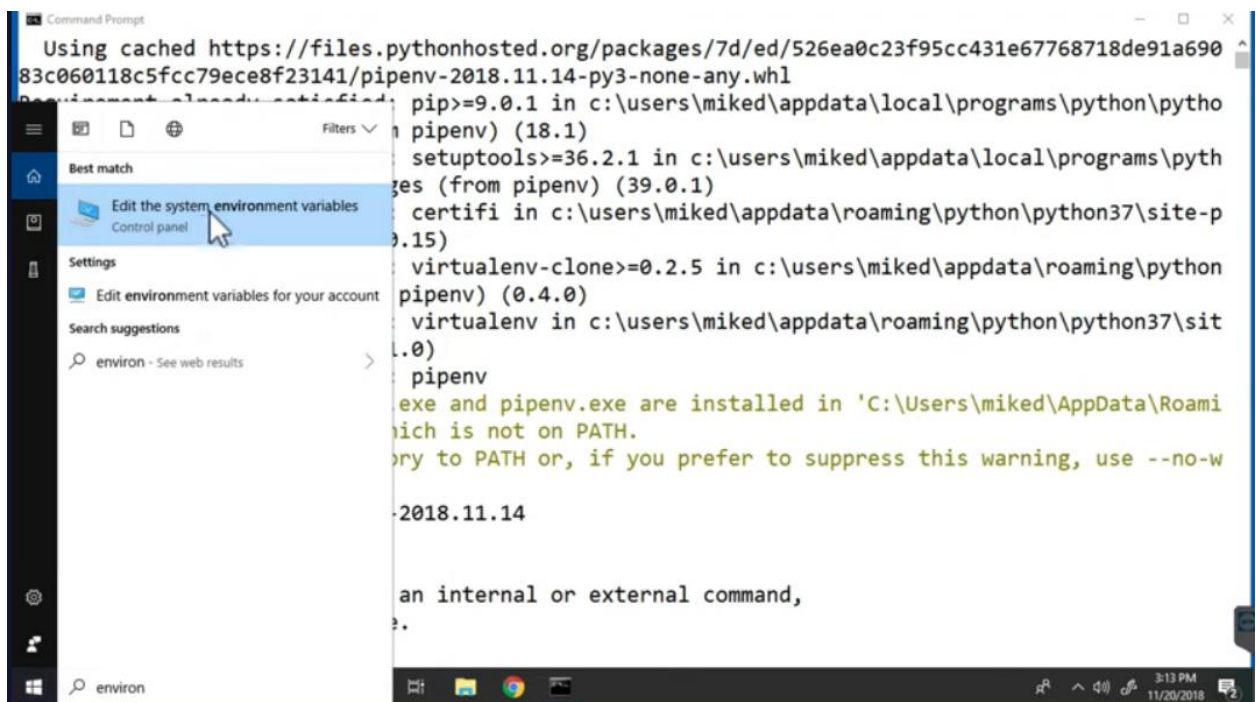 Command Prompt
Using cached https://files.pythonhosted.org/packages/7d/ed/526ea0c23f95cc431e67768718de91a690
83c060118c5fcc79ece8f23141/pipenv-2018.11.14-py3-none-any.whl
Requirement already satisfied: pip>=9.0.1 in c:\users\miked\appdata\local\programs\python\pytho
pipenv) (18.1)
: setuptools>=36.2.1 in c:\users\miked\appdata\local\programs\pyth
ges (from pipenv) (39.0.1)
: certifi in c:\users\miked\appdata\roaming\python\python37\site-p
0.15)
: virtualenv-clone>=0.2.5 in c:\users\miked\appdata\roaming\python
pipenv) (0.4.0)
: virtualenv in c:\users\miked\appdata\roaming\python\python37\sit
1.0)
: pipenv
.exe and pipenv.exe are installed in 'C:\Users\miked\AppData\Roami
hich is not on PATH.
ory to PATH or, if you prefer to suppress this warning, use --no-w
-2018.11.14
an internal or external command,
e.
Filters
Best match
Edit the system environment variables
Control panel
Settings
Edit environment variables for your account
Search suggestions
environ - See web results
environ
3:13 PM
11/20/2018
2